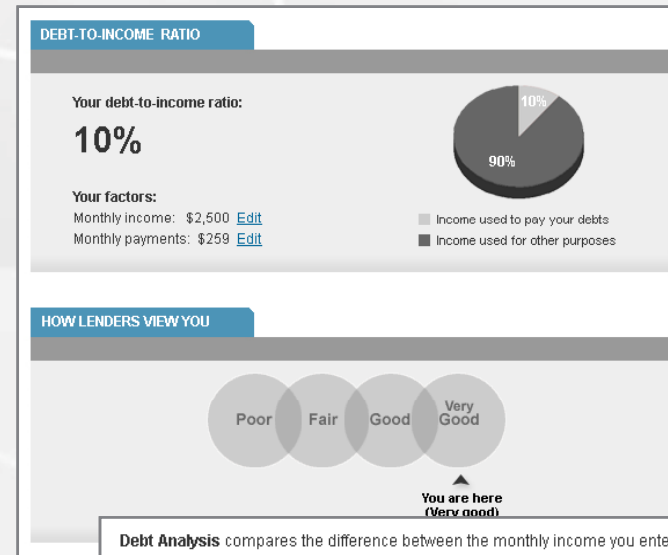 DEBT-TO-INCOME RATIO
Your debt-to-income ratio:
10%
Your factors:
Monthly income: $2,500 Edit
Monthly payments: $259 Edit
10%
90%
Income used to pay your debts
Income used for other purposes
HOW LENDERS VIEW YOU
Poor Fair Good Very Good
You are here
(Very good)
Debt Analysis compares the difference between the monthly income you ente